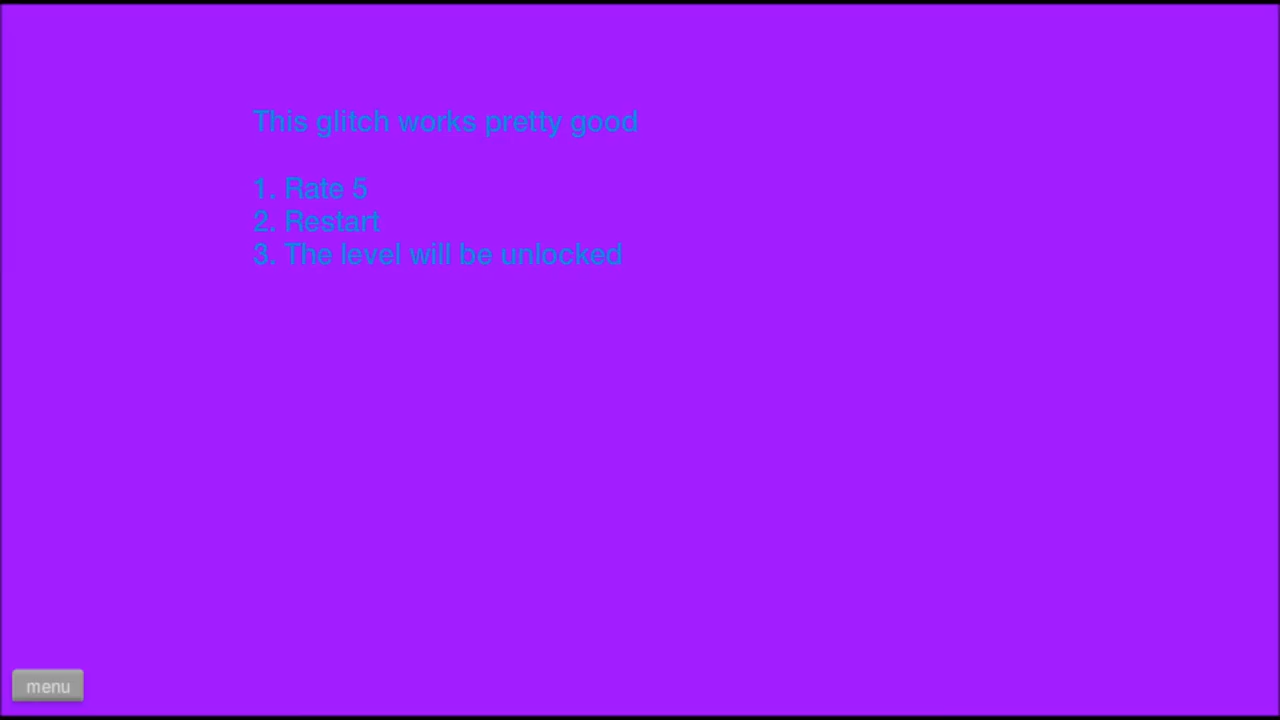 This glitch works pretty good
1. Rate 5
2. Restart
3. The level will be unlocked
menu